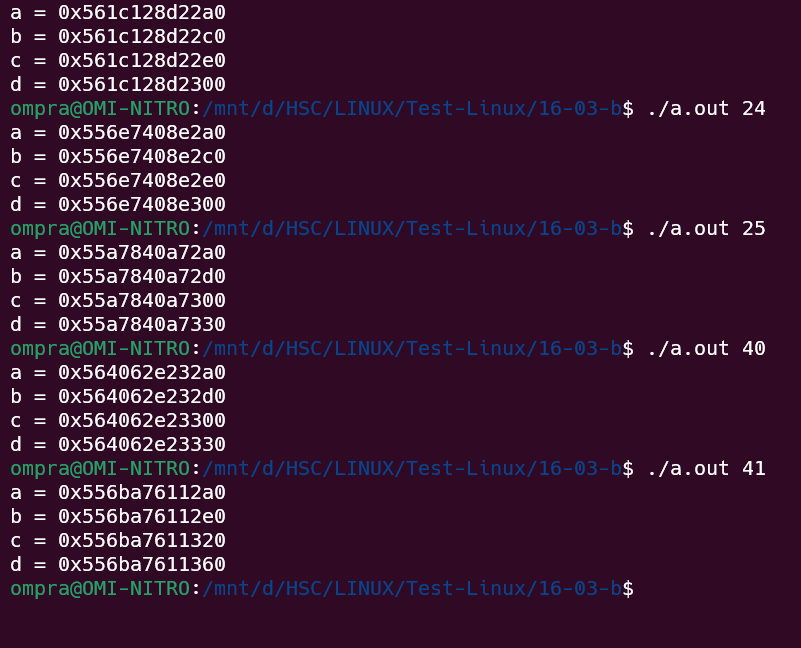 a = 0x561c128d22a0
b = 0x561c128d22c0
c = 0x561c128d22e0
d = 0x561c128d2300
ompra@OMI-NITRO:/mnt/d/HSC/LINUX/Test-Linux/16-03-b$ ./a.out 24
a = 0x556e7408e2a0
b = 0x556e7408e2c0
c = 0x556e7408e2e0
d = 0x556e7408e300
ompra@OMI-NITRO:/mnt/d/HSC/LINUX/Test-Linux/16-03-b$ ./a.out 25
a = 0x55a7840a72a0
b = 0x55a7840a72d0
c = 0x55a7840a7300
d = 0x55a7840a7330
ompra@OMI-NITRO:/mnt/d/HSC/LINUX/Test-Linux/16-03-b$ ./a.out 40
a = 0x564062e232a0
b = 0x564062e232d0
c = 0x564062e23300
d = 0x564062e23330
ompra@OMI-NITRO:/mnt/d/HSC/LINUX/Test-Linux/16-03-b$ ./a.out 41
a = 0x556ba76112a0
b = 0x556ba76112e0
c = 0x556ba7611320
d = 0x556ba7611360
ompra@OMI-NITRO:/mnt/d/HSC/LINUX/Test-Linux/16-03-b$